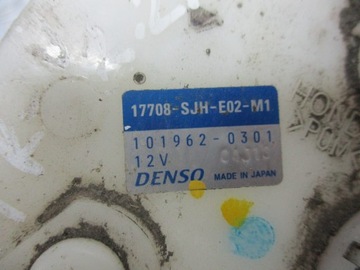 17708-SJH-E02-M1
101962-0301
12V
DENSO MADE IN JAPAN